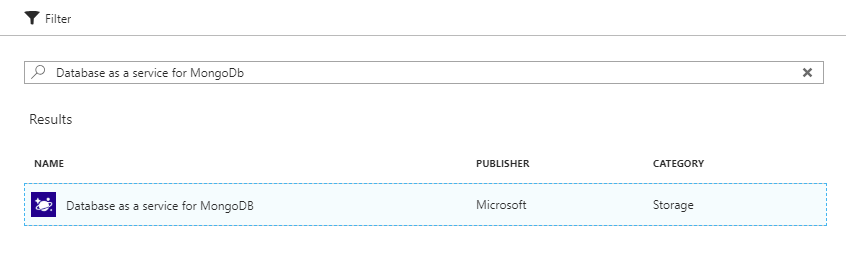 Filter
Database as a service for MongoDb
Results
NAME PUBLISHER CATEGORY
Database as a service for MongoDB Microsoft Storage